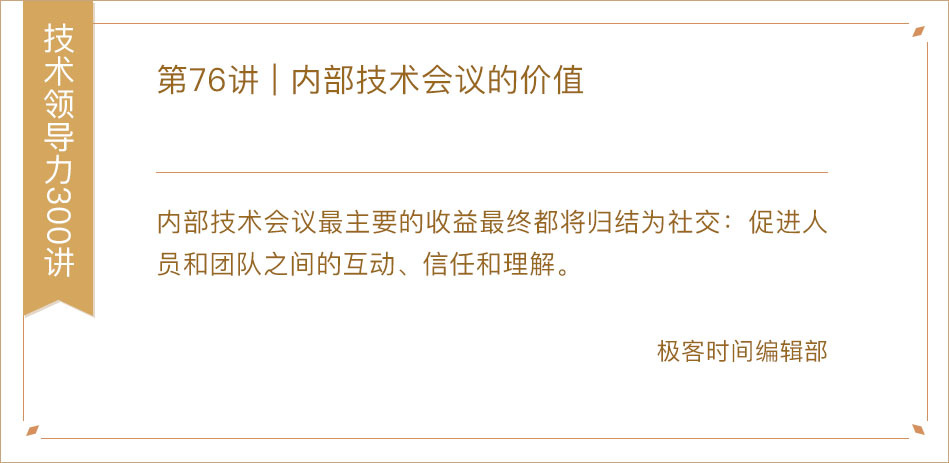 技术领导力300讲
第76讲 | 内部技术会议的价值
内部技术会议最主要的收益最终都将归结为社交：促进人
员和团队之间的互动、信任和理解。
极客时间编辑部